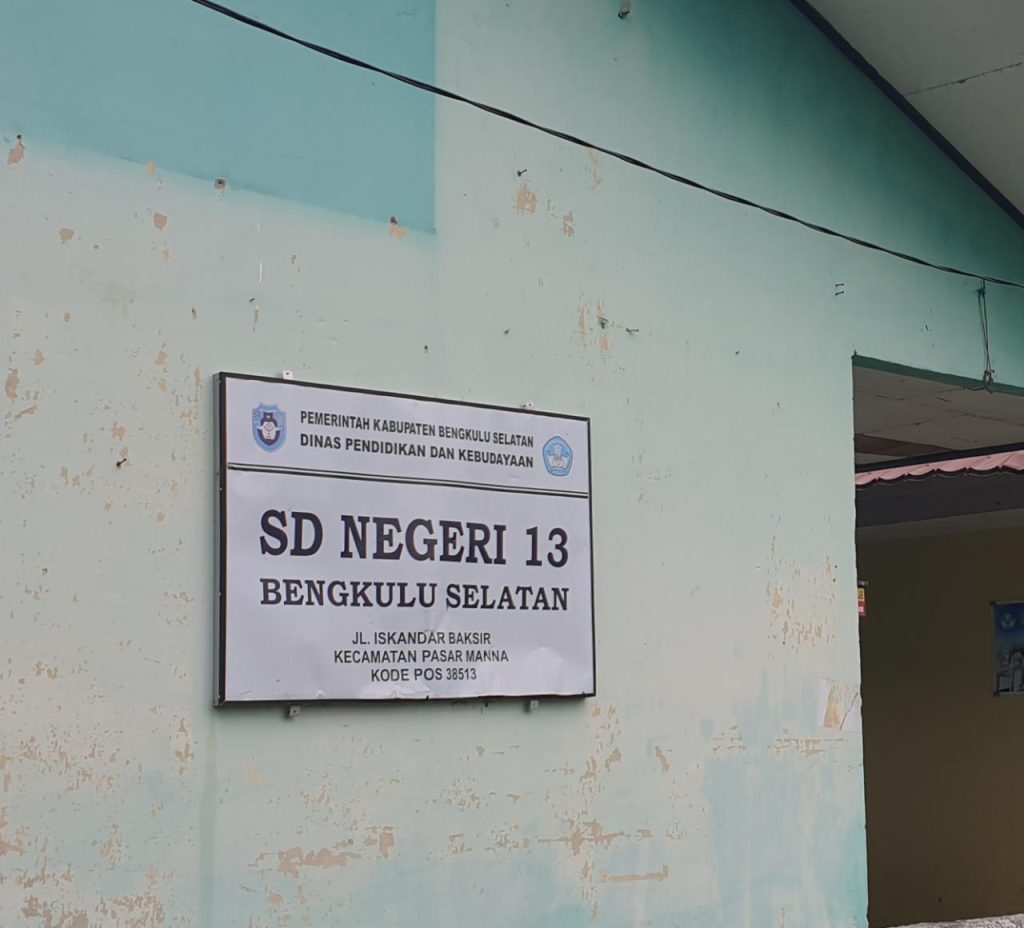 PEMERINTAH KABUPATEN BENGKULU SELATAN
DINAS PENDIDIKAN DAN KEBUDAYAAN
SD NEGERI 13
BENGKULU SELATAN
JL. ISKANDAR BAKSIR
KECAMATAN PASAR MANNA
KODE POS 38513